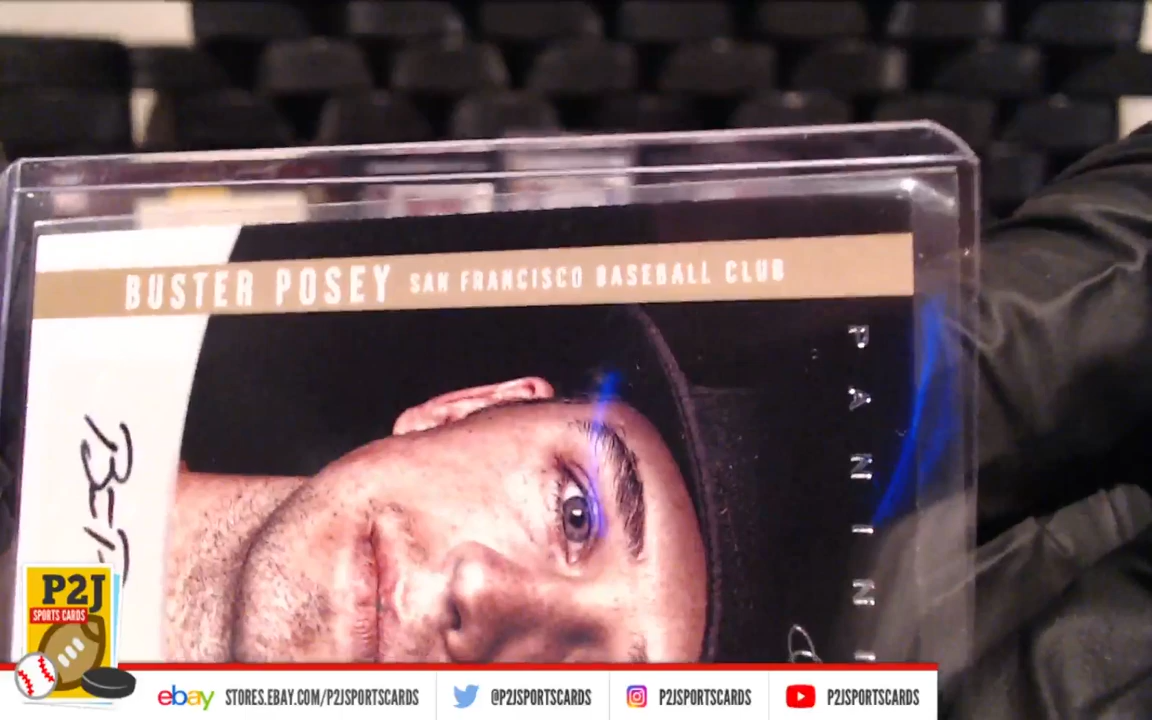 BUSTER POSEY SAN FRANCISCO BASEBALL CLUB
PANINI
P2J
SPORTS CARDS
ebay STORES.EBAY.COM/P2JSPORTSCARDS
@P2JSPORTSCARDS
P2JSPORTSCARDS
P2JSPORTSCARDS